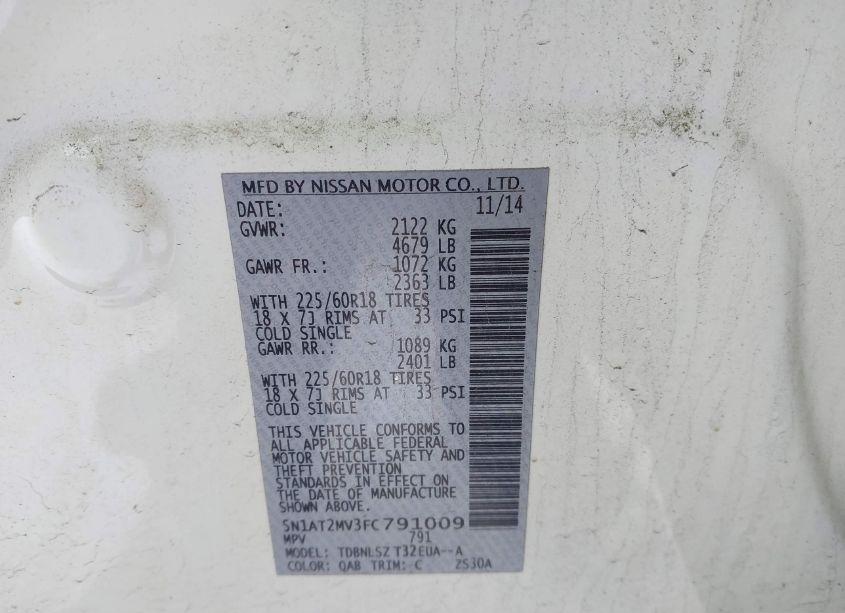 MFD BY NISSAN MOTOR CO., LTD.
DATE: 11/14
GVWR: 2122 KG
4679 LB
GAWR FR.: 1072 KG
2363 LB
WITH 225/60R18 TIRES
18 X 7J RIMS AT 33 PSI
COLD SINGLE
GAWR RR.: 1089 KG
2401 LB
WITH 225/60R18 TIRES
18 X 7J RIMS AT 33 PSI
COLD SINGLE
THIS VEHICLE CONFORMS TO
ALL APPLICABLE FEDERAL
MOTOR VEHICLE SAFETY AND
THEFT PREVENTION
STANDARDS IN EFFECT ON
THE DATE OF MANUFACTURE
SHOWN ABOVE.
5N1AT2MV3FC791009
MPV 791
MODEL: TDBNLSZ T32EUA--A
COLOR: QAB TRIM: C ZS30A